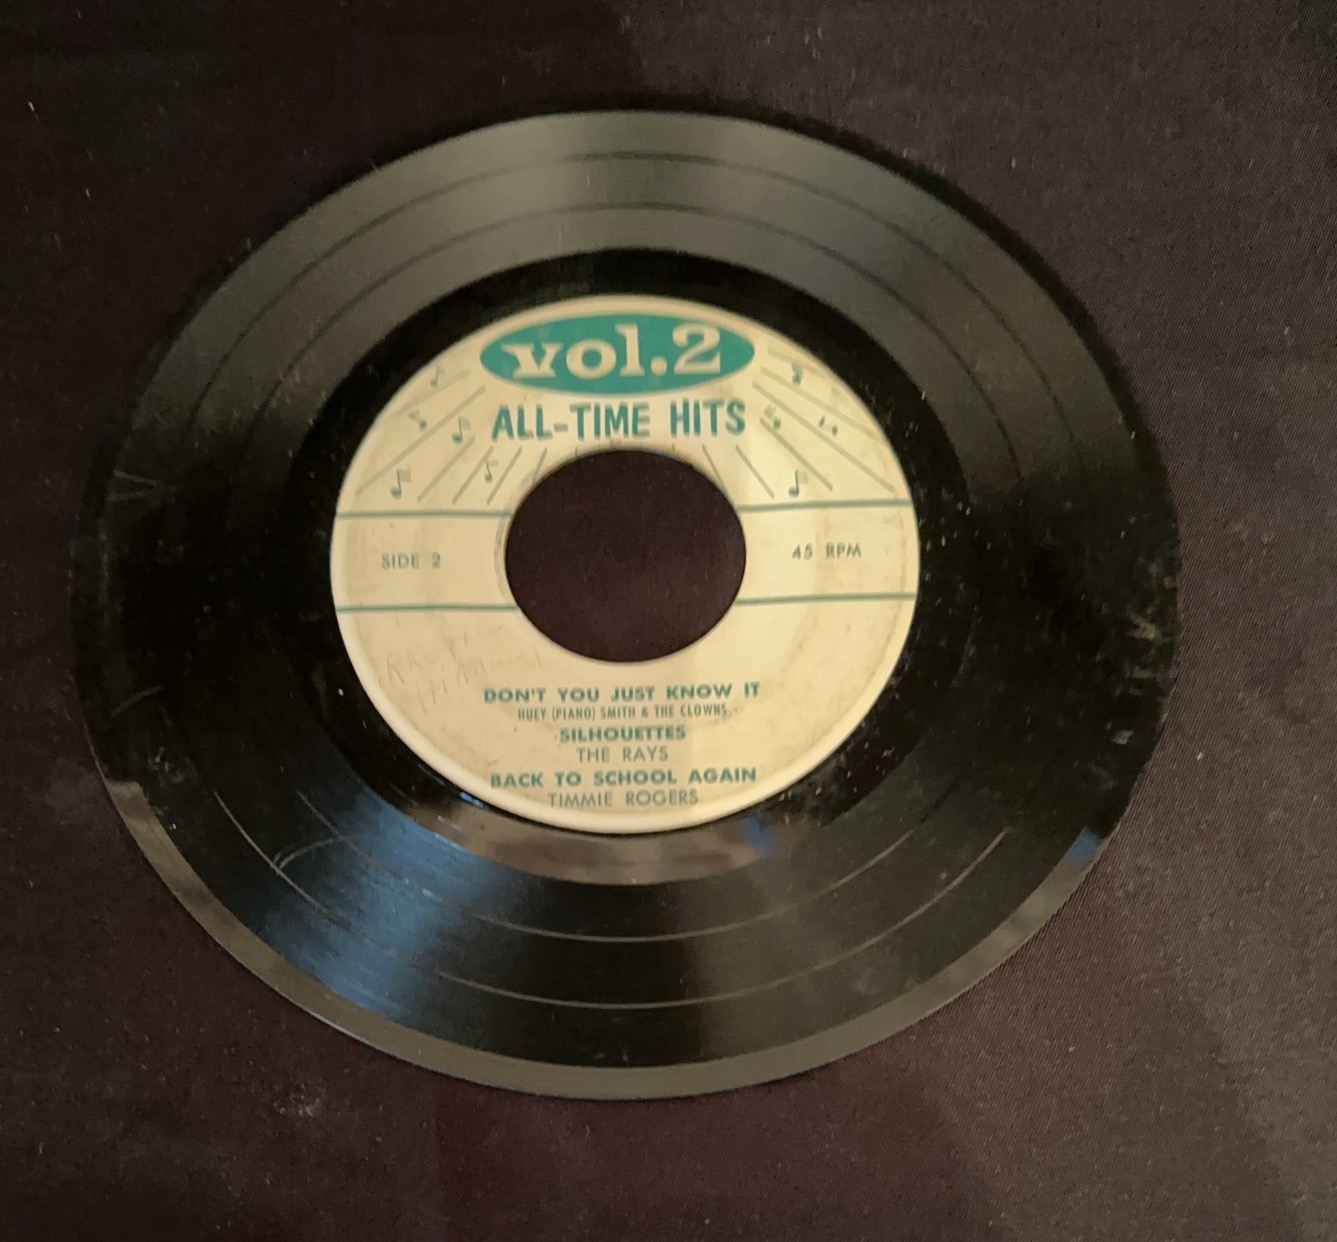 vol.2
ALL-TIME HITS
SIDE 2
45 RPM
DON'T YOU JUST KNOW IT
HUEY (PIANO) SMITH & THE CLOWNS
SILHOUETTES
THE RAYS
BACK TO SCHOOL AGAIN
TIMMIE ROGERS